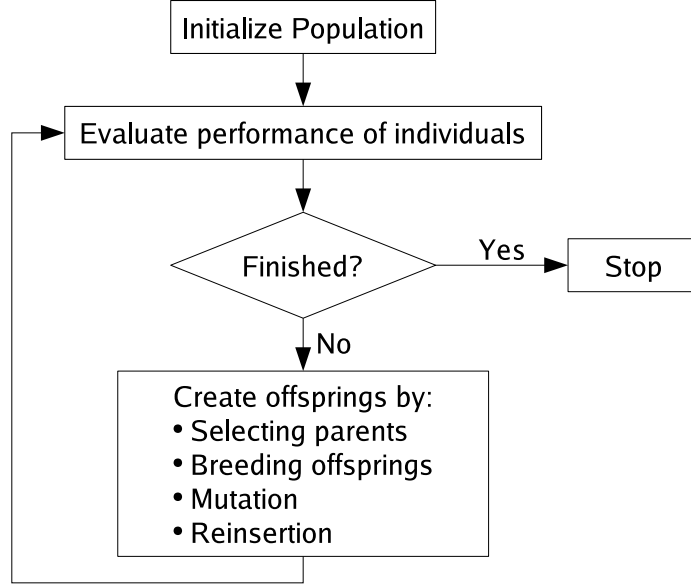 Initialize Population
Evaluate performance of individuals
Finished?
Yes
Stop
No
Create offsprings by:
• Selecting parents
• Breeding offsprings
• Mutation
• Reinsertion